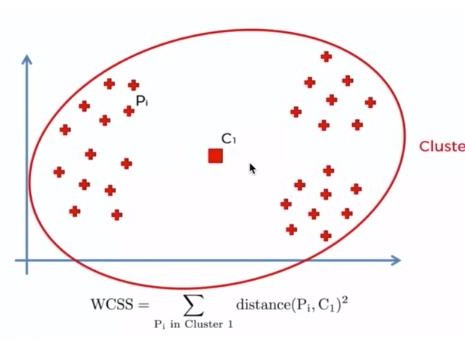 Pᵢ
C₁
Cluste
WCSS = ∑ distance(Pᵢ, C₁)²
Pᵢ in Cluster 1